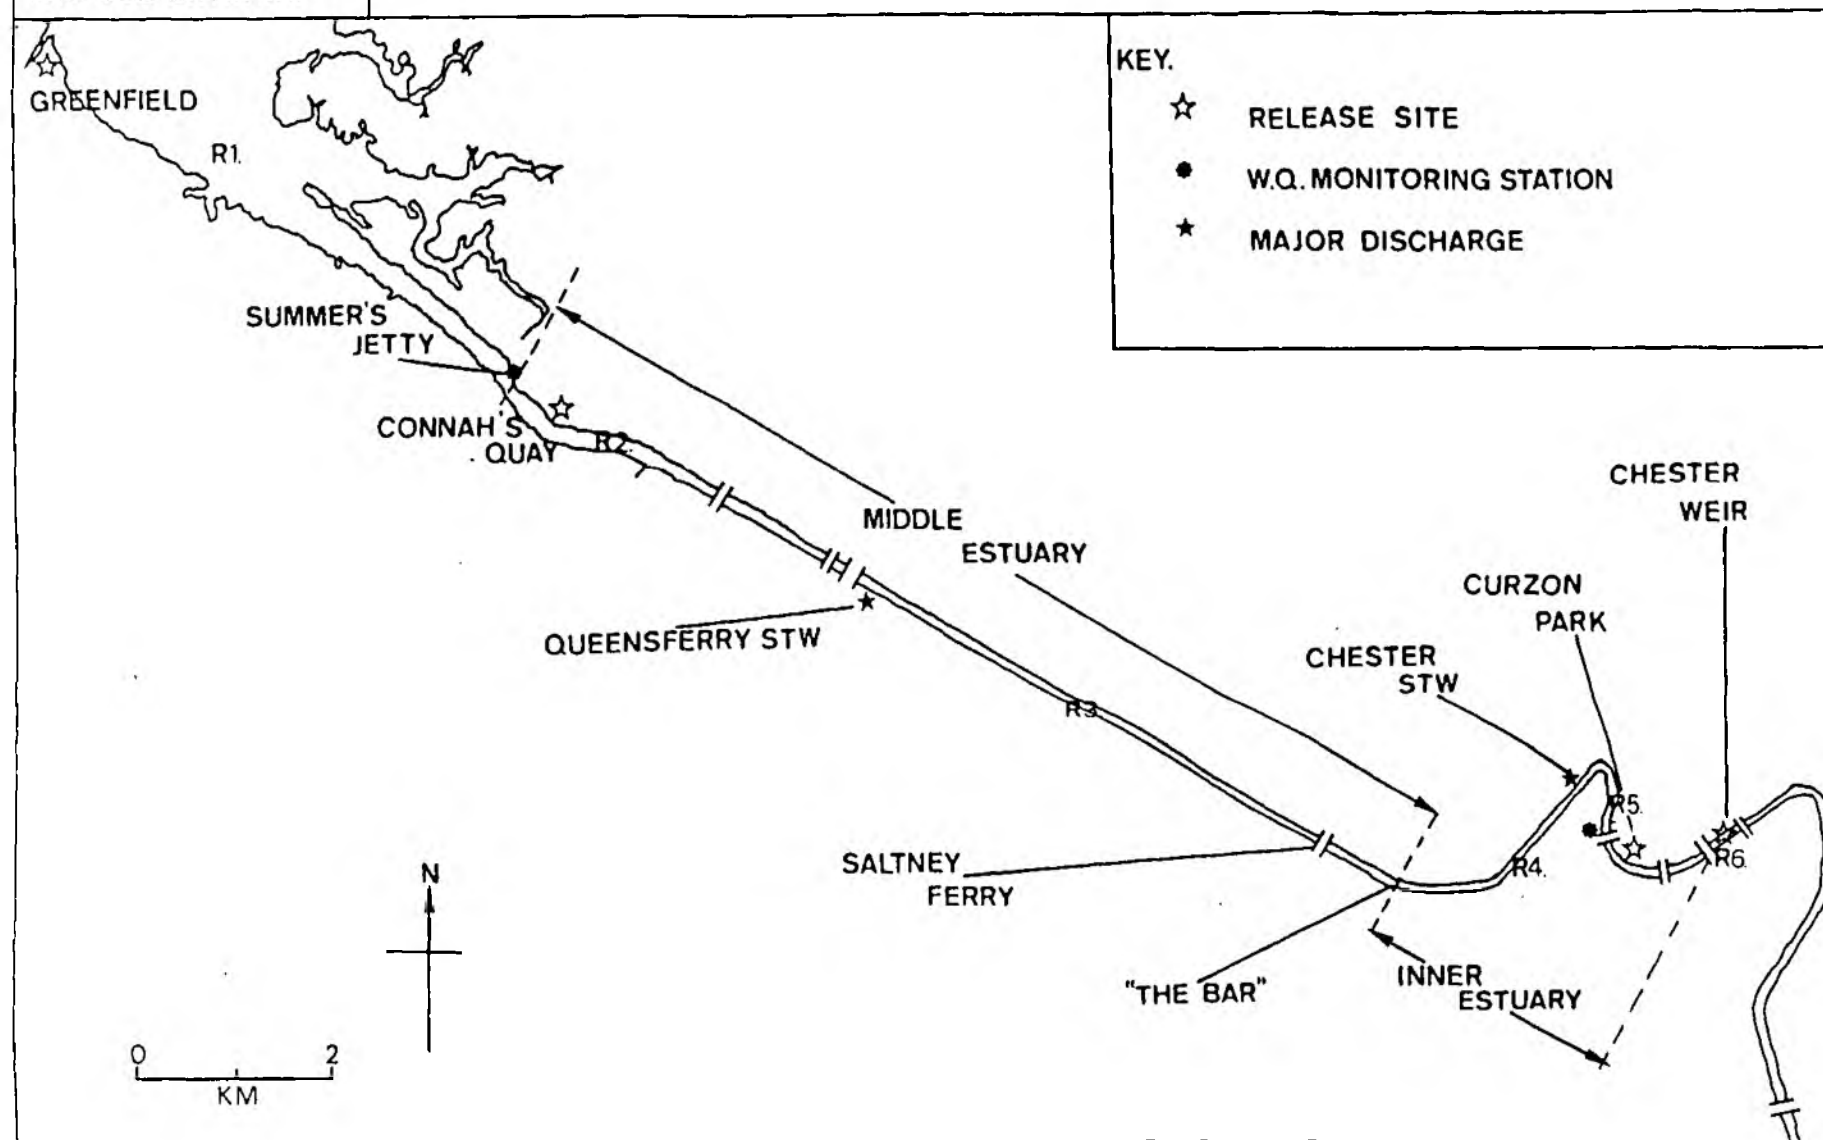 KEY.
RELEASE SITE
W.Q. MONITORING STATION
MAJOR DISCHARGE
GREENFIELD
R1.
SUMMER'S
JETTY
CONNAH'S
QUAY
R2.
MIDDLE
ESTUARY
QUEENSFERRY STW
R3
CHESTER
WEIR
CURZON
PARK
CHESTER
STW
R5.
R4.
R6.
SALTNEY
FERRY
"THE BAR"
INNER
ESTUARY
N
0 2
KM